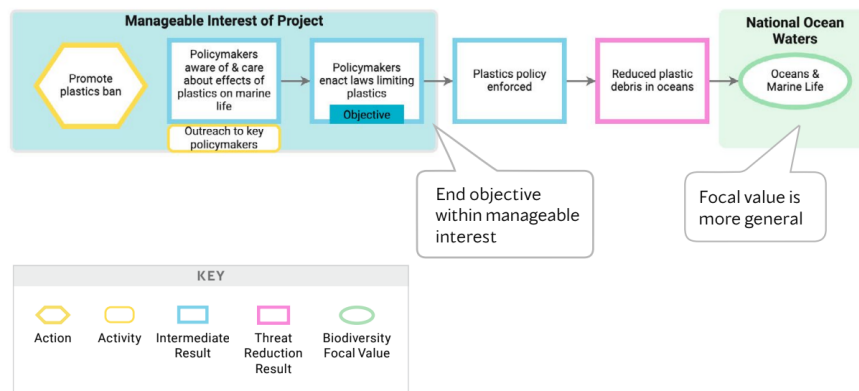 Manageable Interest of Project
National Ocean
Waters
Promote
plastics ban
Policymakers
aware of & care
about effects of
plastics on marine
life
Outreach to key
policymakers
Policymakers
enact laws limiting
plastics
Objective
Plastics policy
enforced
Reduced plastic
debris in oceans
Oceans &
Marine Life
End objective
within manageable
interest
Focal value is
more general
KEY
Action
Activity
Intermediate
Result
Threat
Reduction
Result
Biodiversity
Focal Value